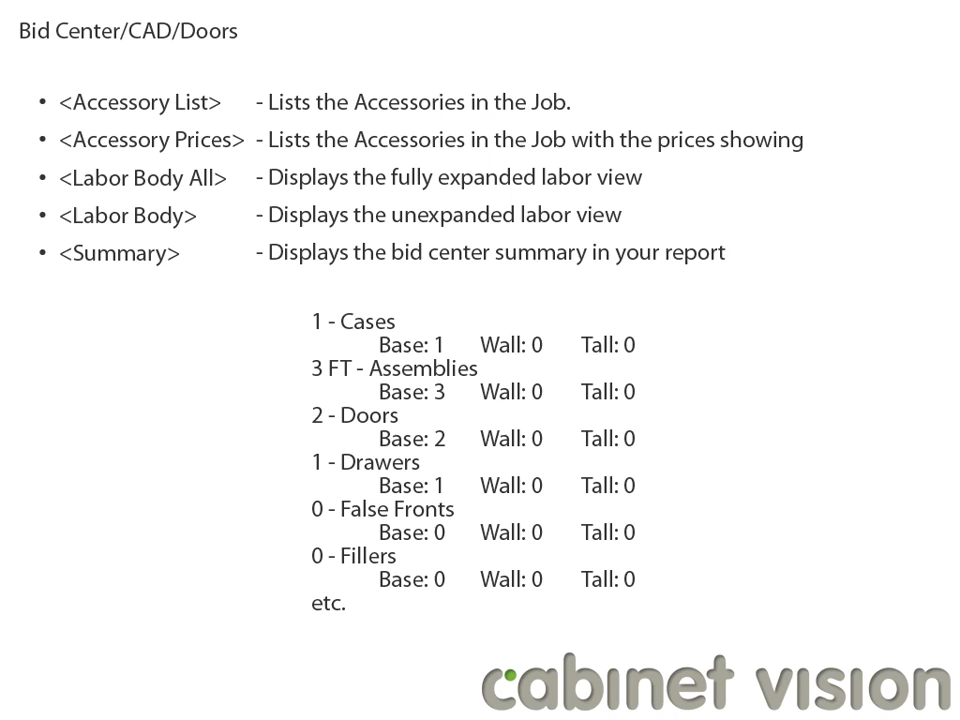 Bid Center/CAD/Doors
• <Accessory List> - Lists the Accessories in the Job.
• <Accessory Prices> - Lists the Accessories in the Job with the prices showing
• <Labor Body All> - Displays the fully expanded labor view
• <Labor Body> - Displays the unexpanded labor view
• <Summary> - Displays the bid center summary in your report
1 - Cases
Base: 1 Wall: 0 Tall: 0
3 FT - Assemblies
Base: 3 Wall: 0 Tall: 0
2 - Doors
Base: 2 Wall: 0 Tall: 0
1 - Drawers
Base: 1 Wall: 0 Tall: 0
0 - False Fronts
Base: 0 Wall: 0 Tall: 0
0 - Fillers
Base: 0 Wall: 0 Tall: 0
etc.
cabinet vision